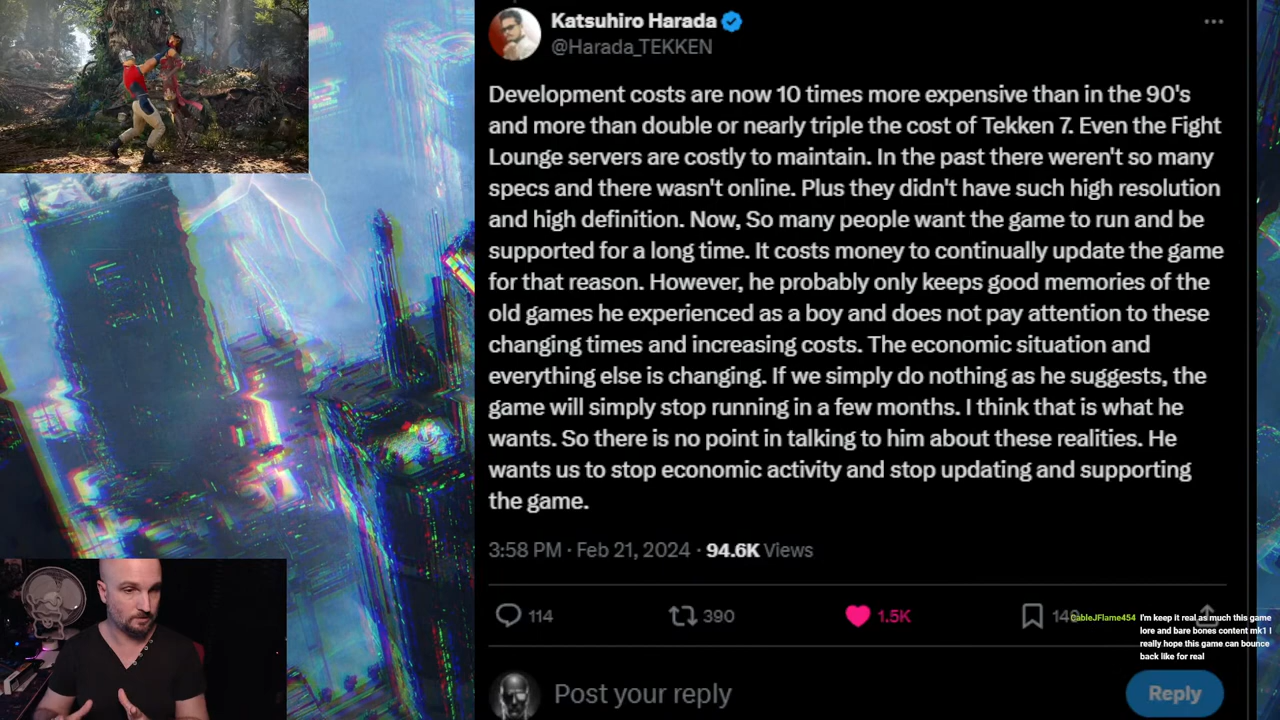 Katsuhiro Harada
@Harada_TEKKEN
Development costs are now 10 times more expensive than in the 90's
and more than double or nearly triple the cost of Tekken 7. Even the Fight
Lounge servers are costly to maintain. In the past there weren't so many
specs and there wasn't online. Plus they didn't have such high resolution
and high definition. Now, So many people want the game to run and be
supported for a long time. It costs money to continually update the game
for that reason. However, he probably only keeps good memories of the
old games he experienced as a boy and does not pay attention to these
changing times and increasing costs. The economic situation and
everything else is changing. If we simply do nothing as he suggests, the
game will simply stop running in a few months. I think that is what he
wants. So there is no point in talking to him about these realities. He
wants us to stop economic activity and stop updating and supporting
the game.
3:58 PM · Feb 21, 2024 · 94.6K Views
114 390 1.5K
CableJFlame454 I'm keep it real as much this game
lore and bare bones content mk1 I
really hope this game can bounce
back like for real
Post your reply
Reply